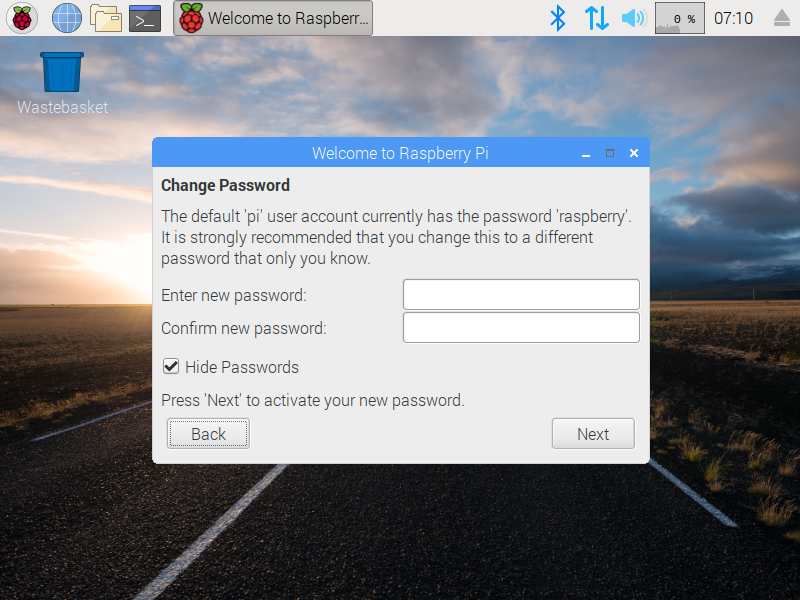 Welcome to Raspberr...
0 %
07:10
Wastebasket
Welcome to Raspberry Pi
Change Password
The default 'pi' user account currently has the password 'raspberry'.
It is strongly recommended that you change this to a different
password that only you know.
Enter new password:
Confirm new password:
Hide Passwords
Press 'Next' to activate your new password.
Back
Next